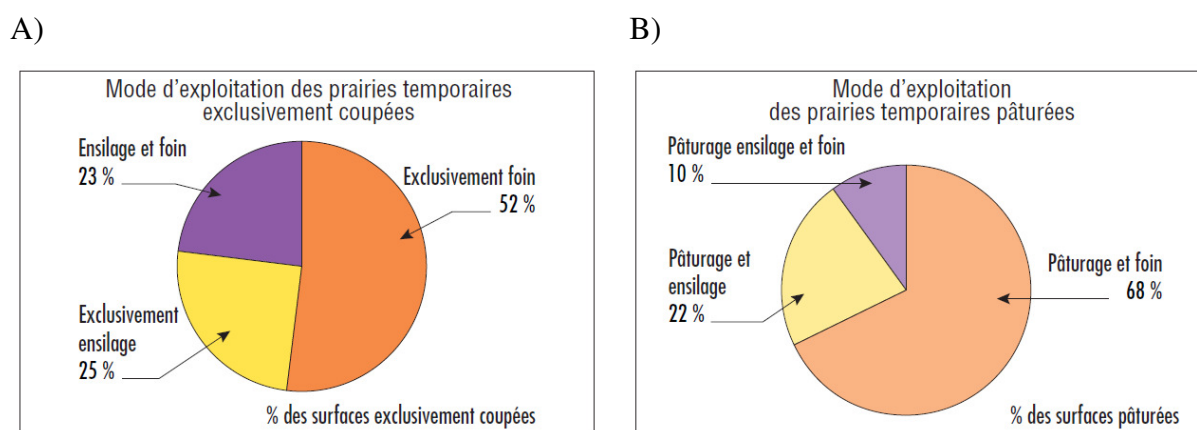 A)
Mode d'exploitation des prairies temporaires
exclusivement coupées
Ensilage et foin
23 %
Exclusivement foin
52 %
Exclusivement
ensilage
25 %
% des surfaces exclusivement coupées
B)
Mode d'exploitation
des prairies temporaires pâturées
Pâturage ensilage et foin
10 %
Pâturage et
ensilage
22 %
Pâturage et foin
68 %
% des surfaces pâturées